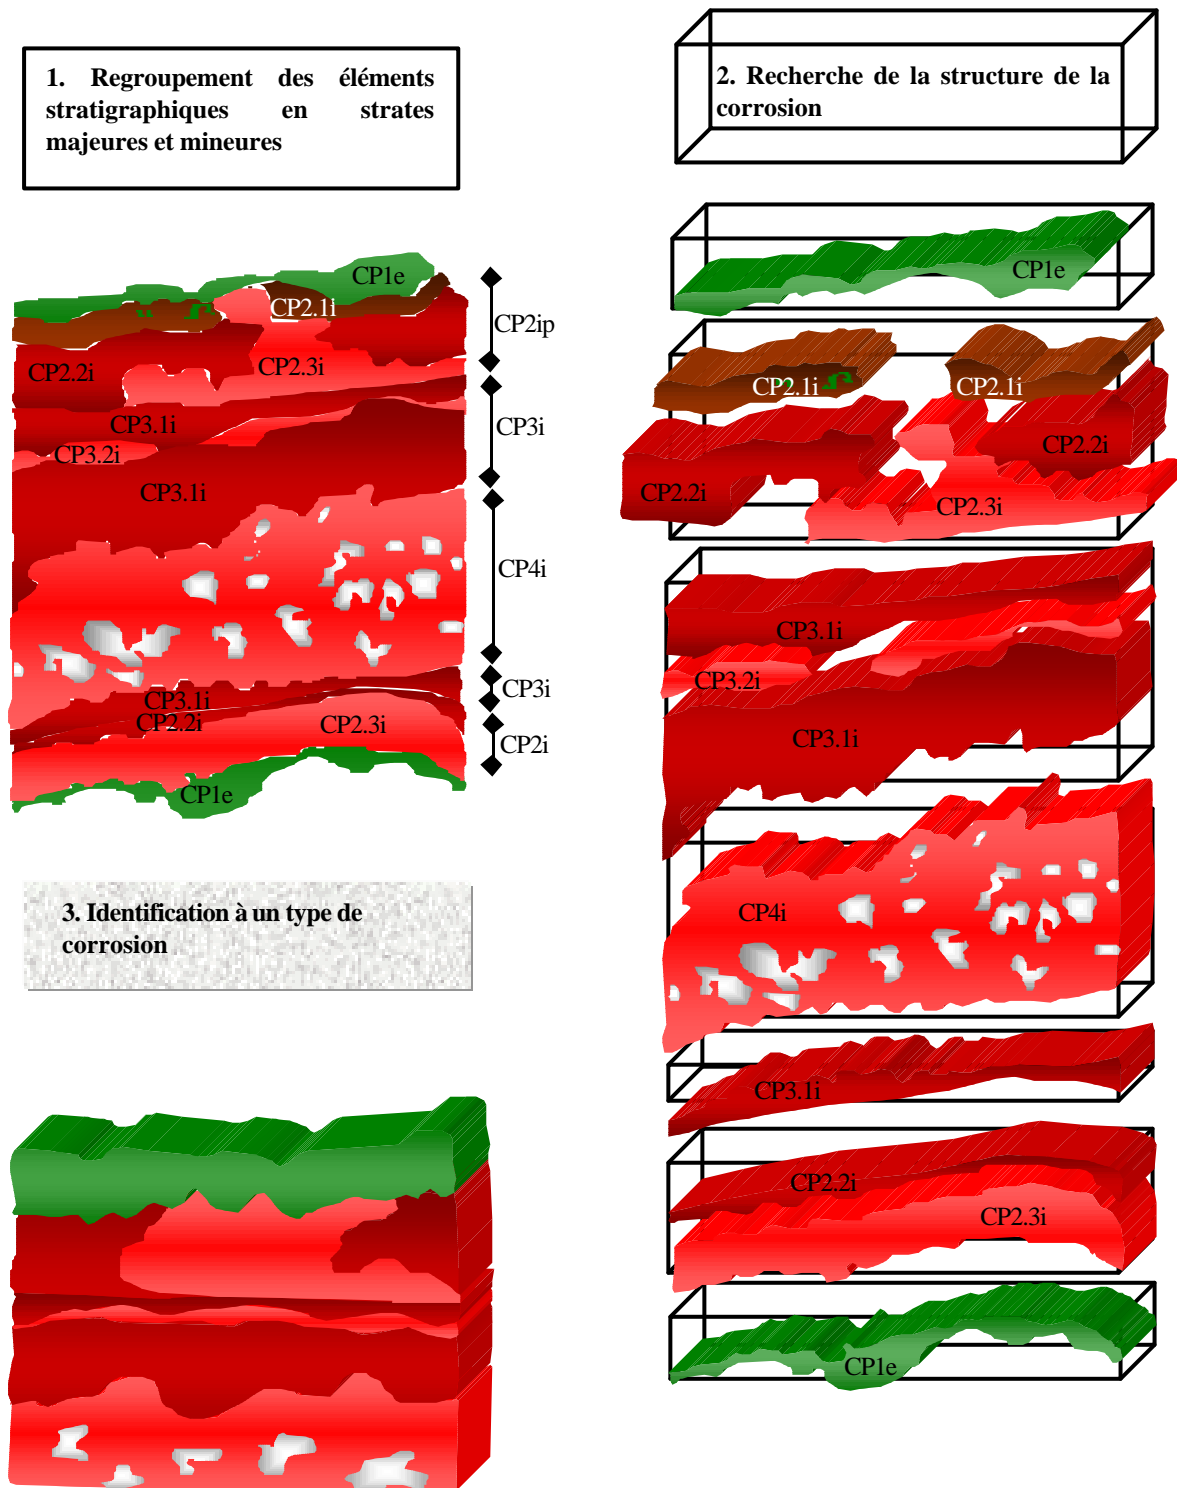 1. Regroupement des éléments
stratigraphiques en strates
majeures et mineures
CP1e
CP2.1i
CP2ip
CP2.2i
CP2.3i
CP3.1i
CP3i
CP3.2i
CP3.1i
CP4i
CP3.1i
CP3i
CP2.2i
CP2.3i
CP2i
CP1e
3. Identification à un type de
corrosion
2. Recherche de la structure de la
corrosion
CP1e
CP2.1i
CP2.1i
CP2.2i
CP2.2i
CP2.3i
CP3.1i
CP3.2i
CP3.1i
CP4i
CP3.1i
CP2.2i
CP2.3i
CP1e